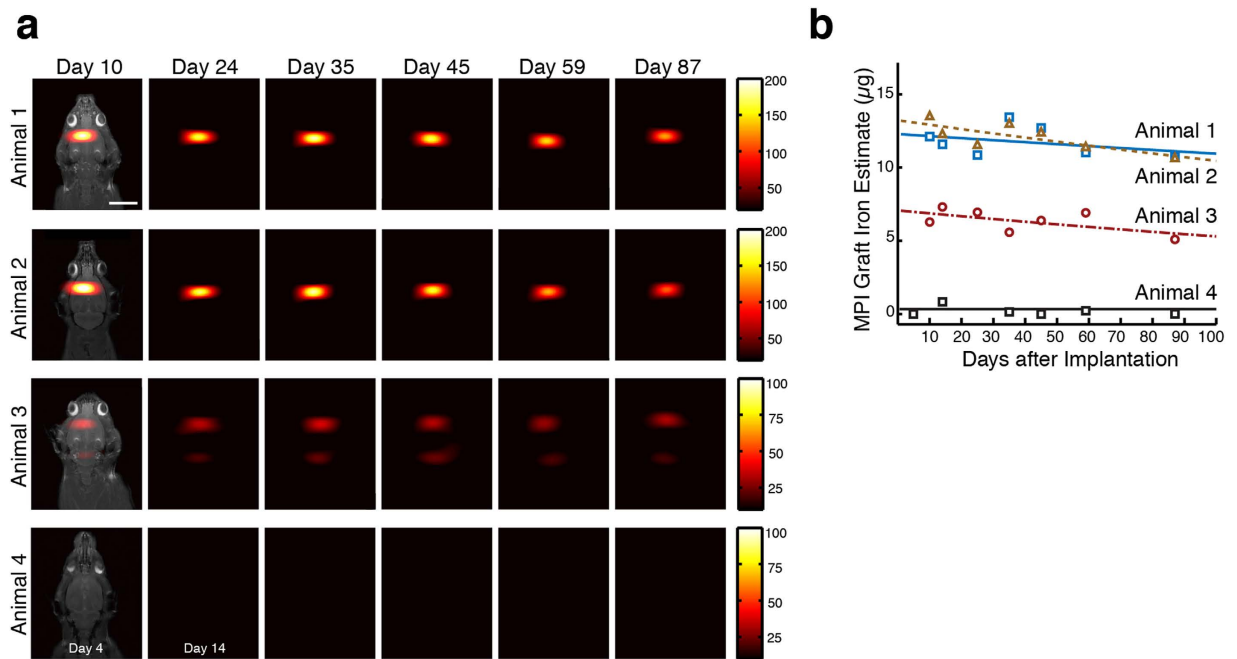 a
b
Day 10 Day 24 Day 35 Day 45 Day 59 Day 87
Animal 1
200
150
100
50
Animal 2
200
150
100
50
Animal 3
100
75
50
25
Animal 4
Day 4
Day 14
100
75
50
25
MPI Graft Iron Estimate (µg)
15
10
5
0
Animal 1
Animal 2
Animal 3
Animal 4
10 20 30 40 50 60 70 80 90 100
Days after Implantation